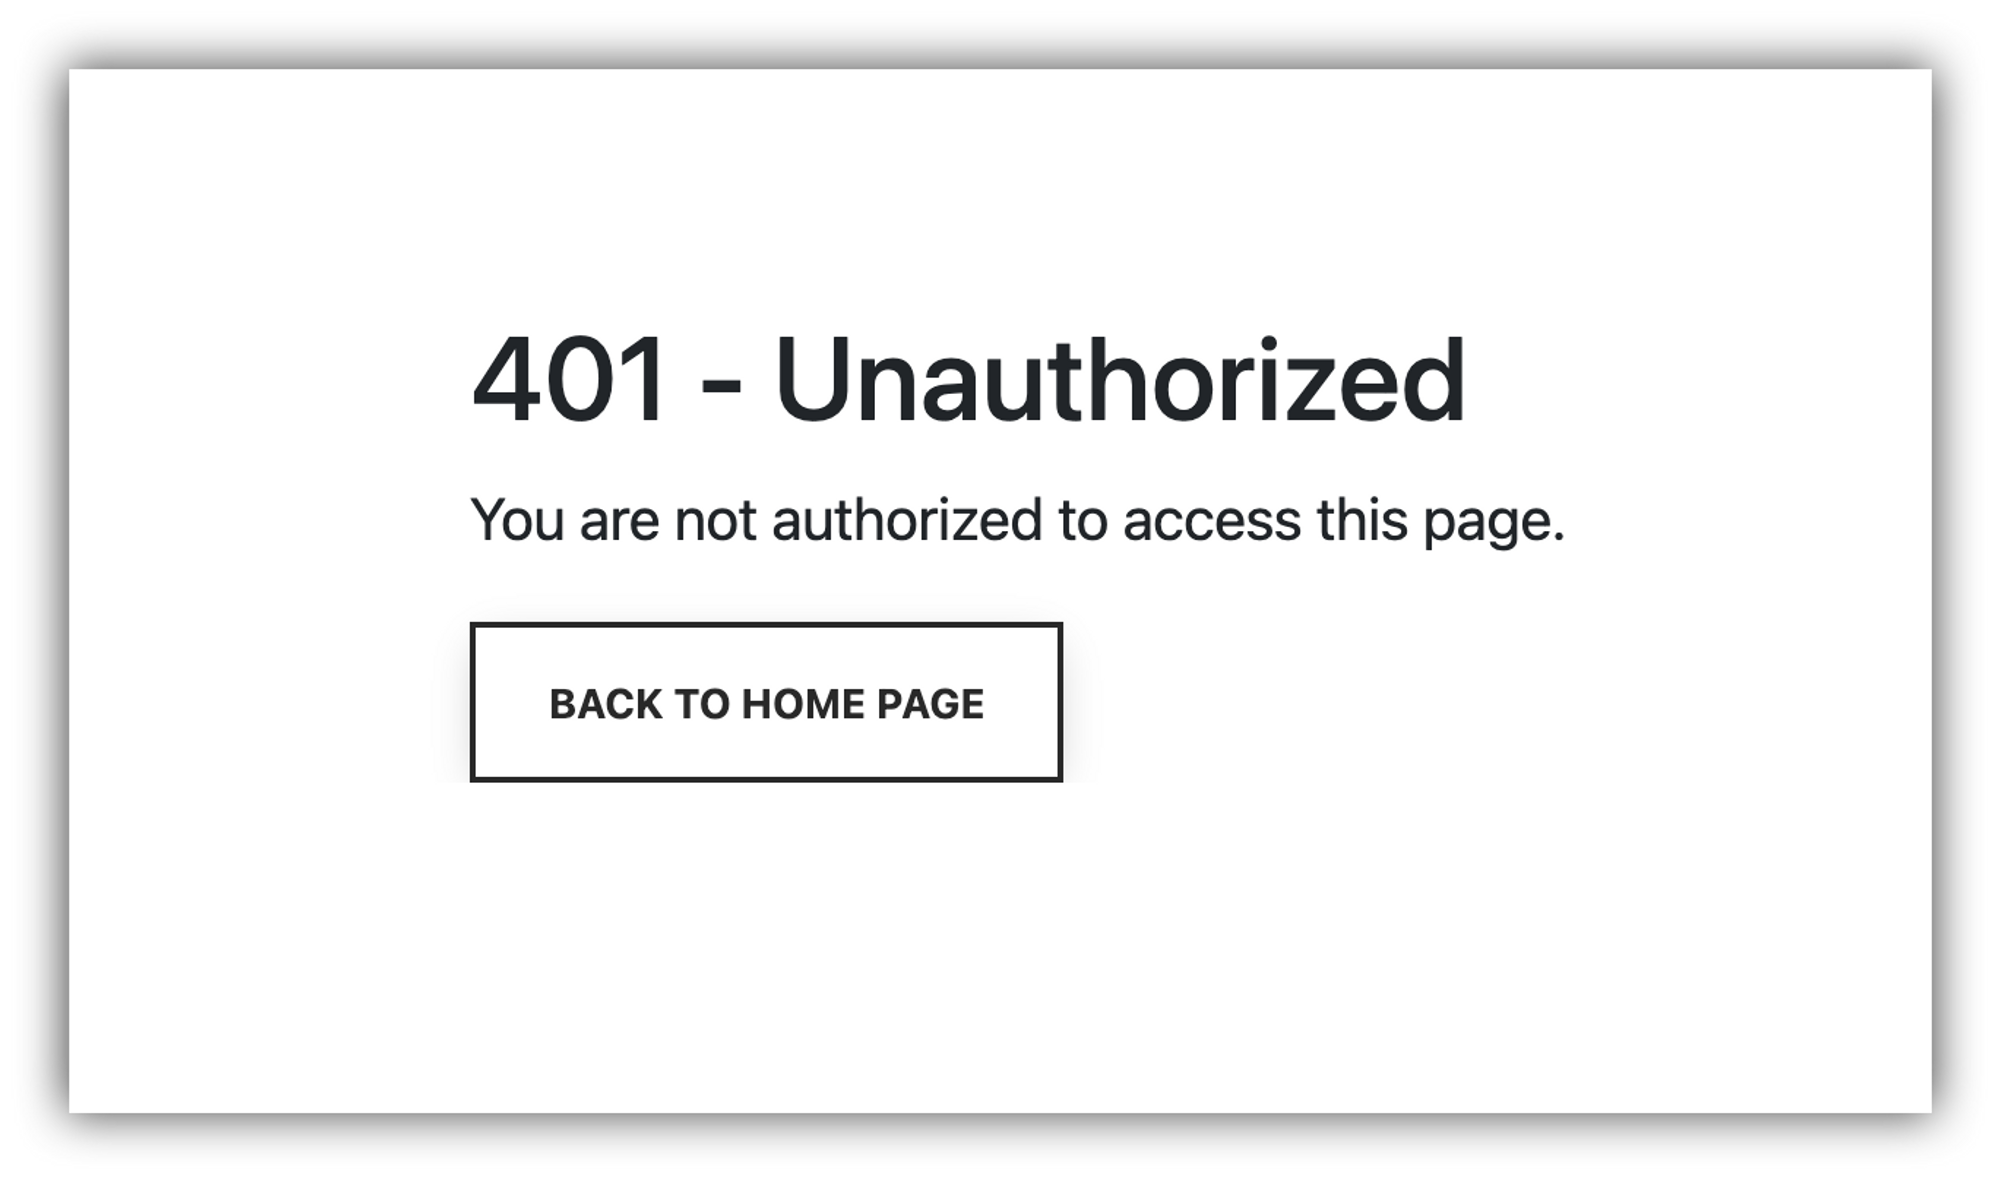 401 - Unauthorized
You are not authorized to access this page.
BACK TO HOME PAGE